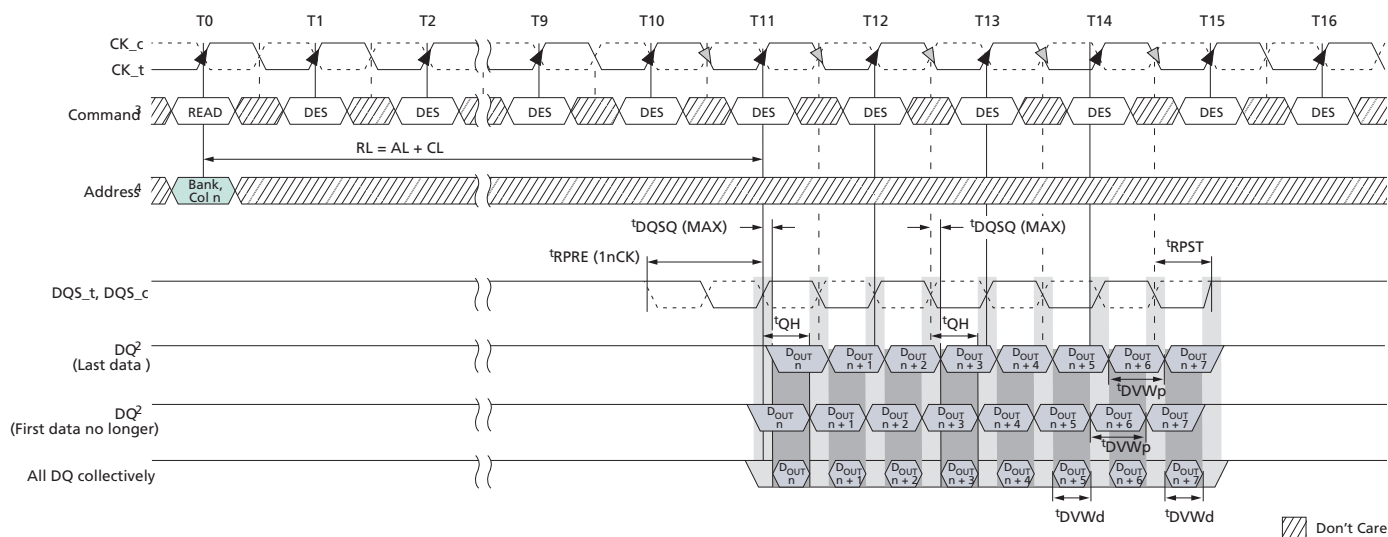 T0 T1 T2 T9 T10 T11 T12 T13 T14 T15 T16
CK_c
CK_t
Command3 READ DES DES DES DES DES DES DES DES DES DES
RL = AL + CL
Address4 Bank,
Col n
tDQSQ (MAX) tDQSQ (MAX)
tRPRE (1nCK) tRPST
DQS_t, DQS_c
tQH tQH
DQ2
(Last data )
DOUT n DOUT n + 1 DOUT n + 2 DOUT n + 3 DOUT n + 4 DOUT n + 5 DOUT n + 6 DOUT n + 7
tDVWp
DQ2
(First data no longer)
DOUT n DOUT n + 1 DOUT n + 2 DOUT n + 3 DOUT n + 4 DOUT n + 5 DOUT n + 6 DOUT n + 7
tDVWp
All DQ collectively
DOUT n DOUT n + 1 DOUT n + 2 DOUT n + 3 DOUT n + 4 DOUT n + 5 DOUT n + 6 DOUT n + 7
tDVWd tDVWd
Don't Care